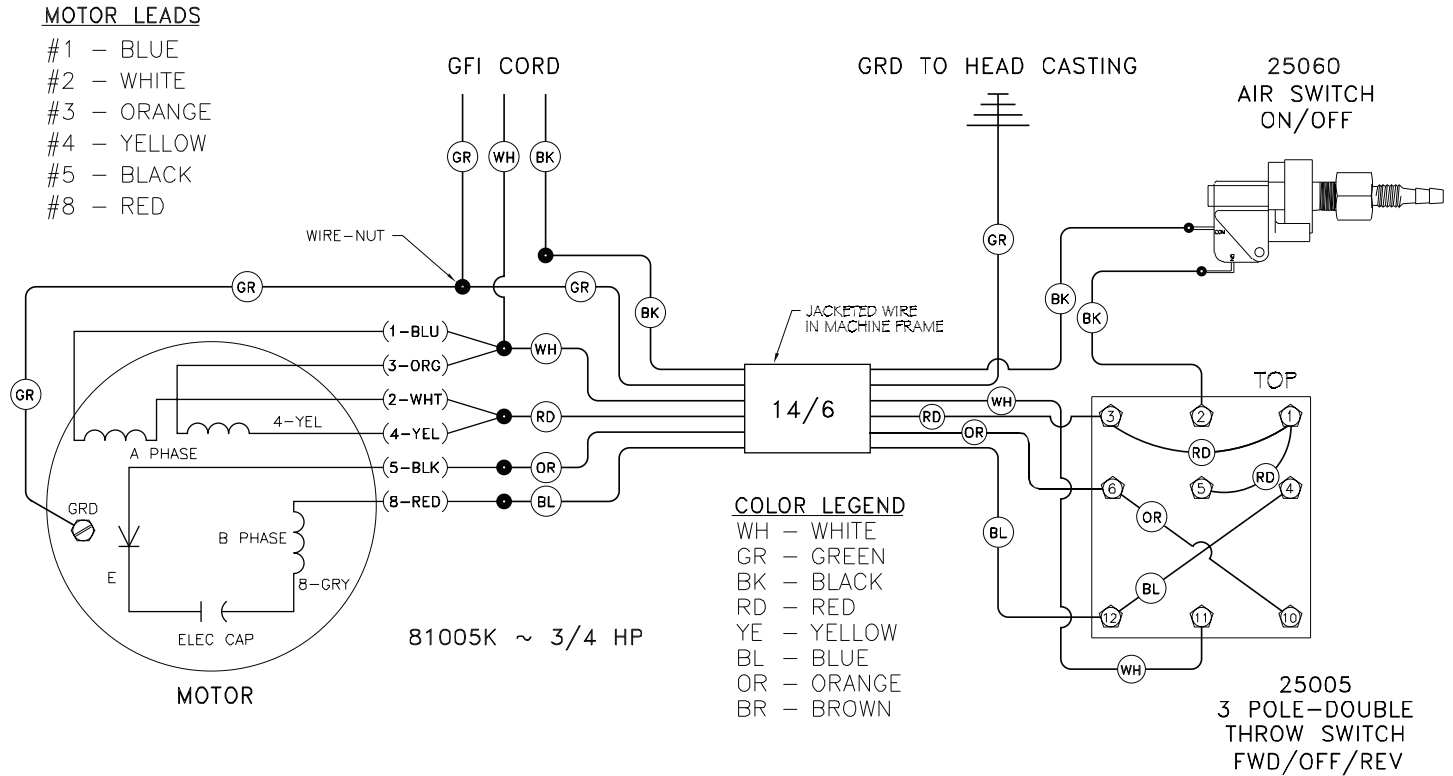 MOTOR LEADS
#1 - BLUE
#2 - WHITE
#3 - ORANGE
#4 - YELLOW
#5 - BLACK
#8 - RED
GFI CORD
GR
WH
BK
WIRE-NUT
GRD TO HEAD CASTING
GR
25060
AIR SWITCH
ON/OFF
COM
GR
GR
BK
BK
BK
JACKETED WIRE
IN MACHINE FRAME
14/6
(1-BLU)
(3-ORG)
WH
(2-WHT)
4-YEL
(4-YEL)
RD
A PHASE
(5-BLK)
OR
(8-RED)
BL
GR
GRD
B PHASE
E
8-GRY
ELEC CAP
MOTOR
81005K ~ 3/4 HP
WH
RD
OR
BL
TOP
3
2
1
RD
RD
6
5
4
OR
BL
12
11
10
WH
COLOR LEGEND
WH - WHITE
GR - GREEN
BK - BLACK
RD - RED
YE - YELLOW
BL - BLUE
OR - ORANGE
BR - BROWN
25005
3 POLE-DOUBLE
THROW SWITCH
FWD/OFF/REV